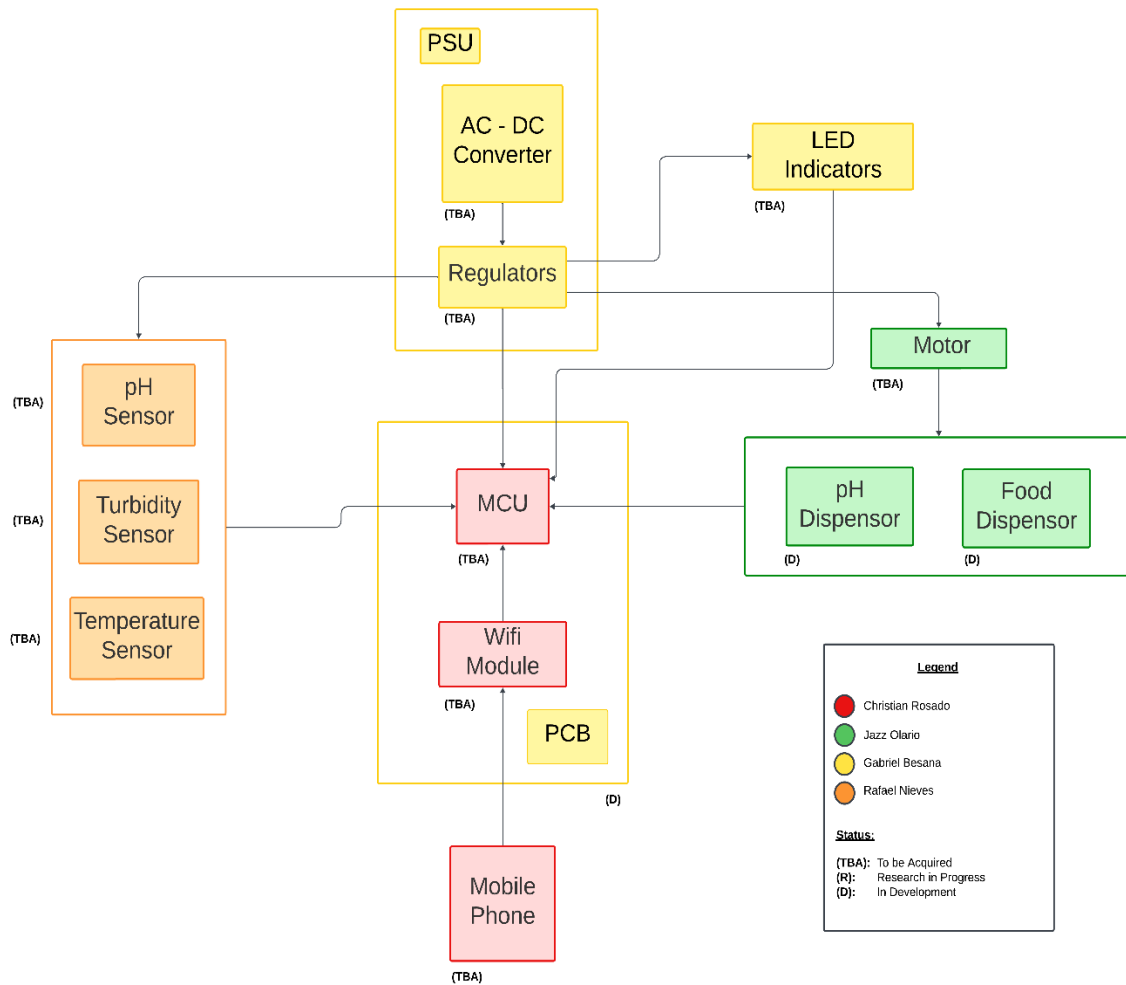 PSU
AC - DC
Converter
(TBA)
LED
Indicators
(TBA)
Regulators
(TBA)
Motor
(TBA)
pH
Sensor
(TBA)
Turbidity
Sensor
(TBA)
Temperature
Sensor
(TBA)
MCU
(TBA)
Wifi
Module
(TBA)
PCB
(D)
pH
Dispensor
(D)
Food
Dispensor
(D)
Mobile
Phone
(TBA)
Legend
Christian Rosado
Jazz Olario
Gabriel Besana
Rafael Nieves
Status:
(TBA): To be Acquired
(R): Research in Progress
(D): In Development